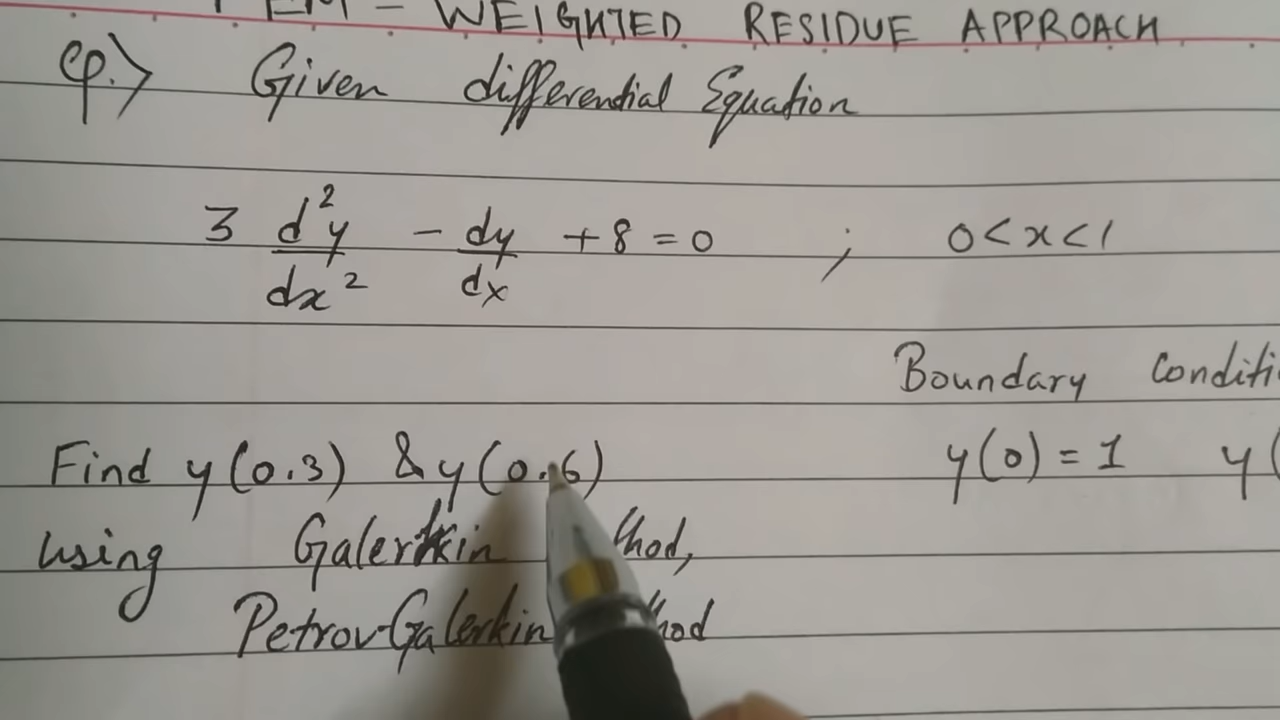 FEM - WEIGHTED RESIDUE APPROACH
Given differential Equation
3 d²y/dx² - dy/dx + 8 = 0 ; 0 < x < 1
Boundary
Find y(0.3) & y(0.6) y(0) = 1 y(
using Galerkin
Petrov-Galerkin